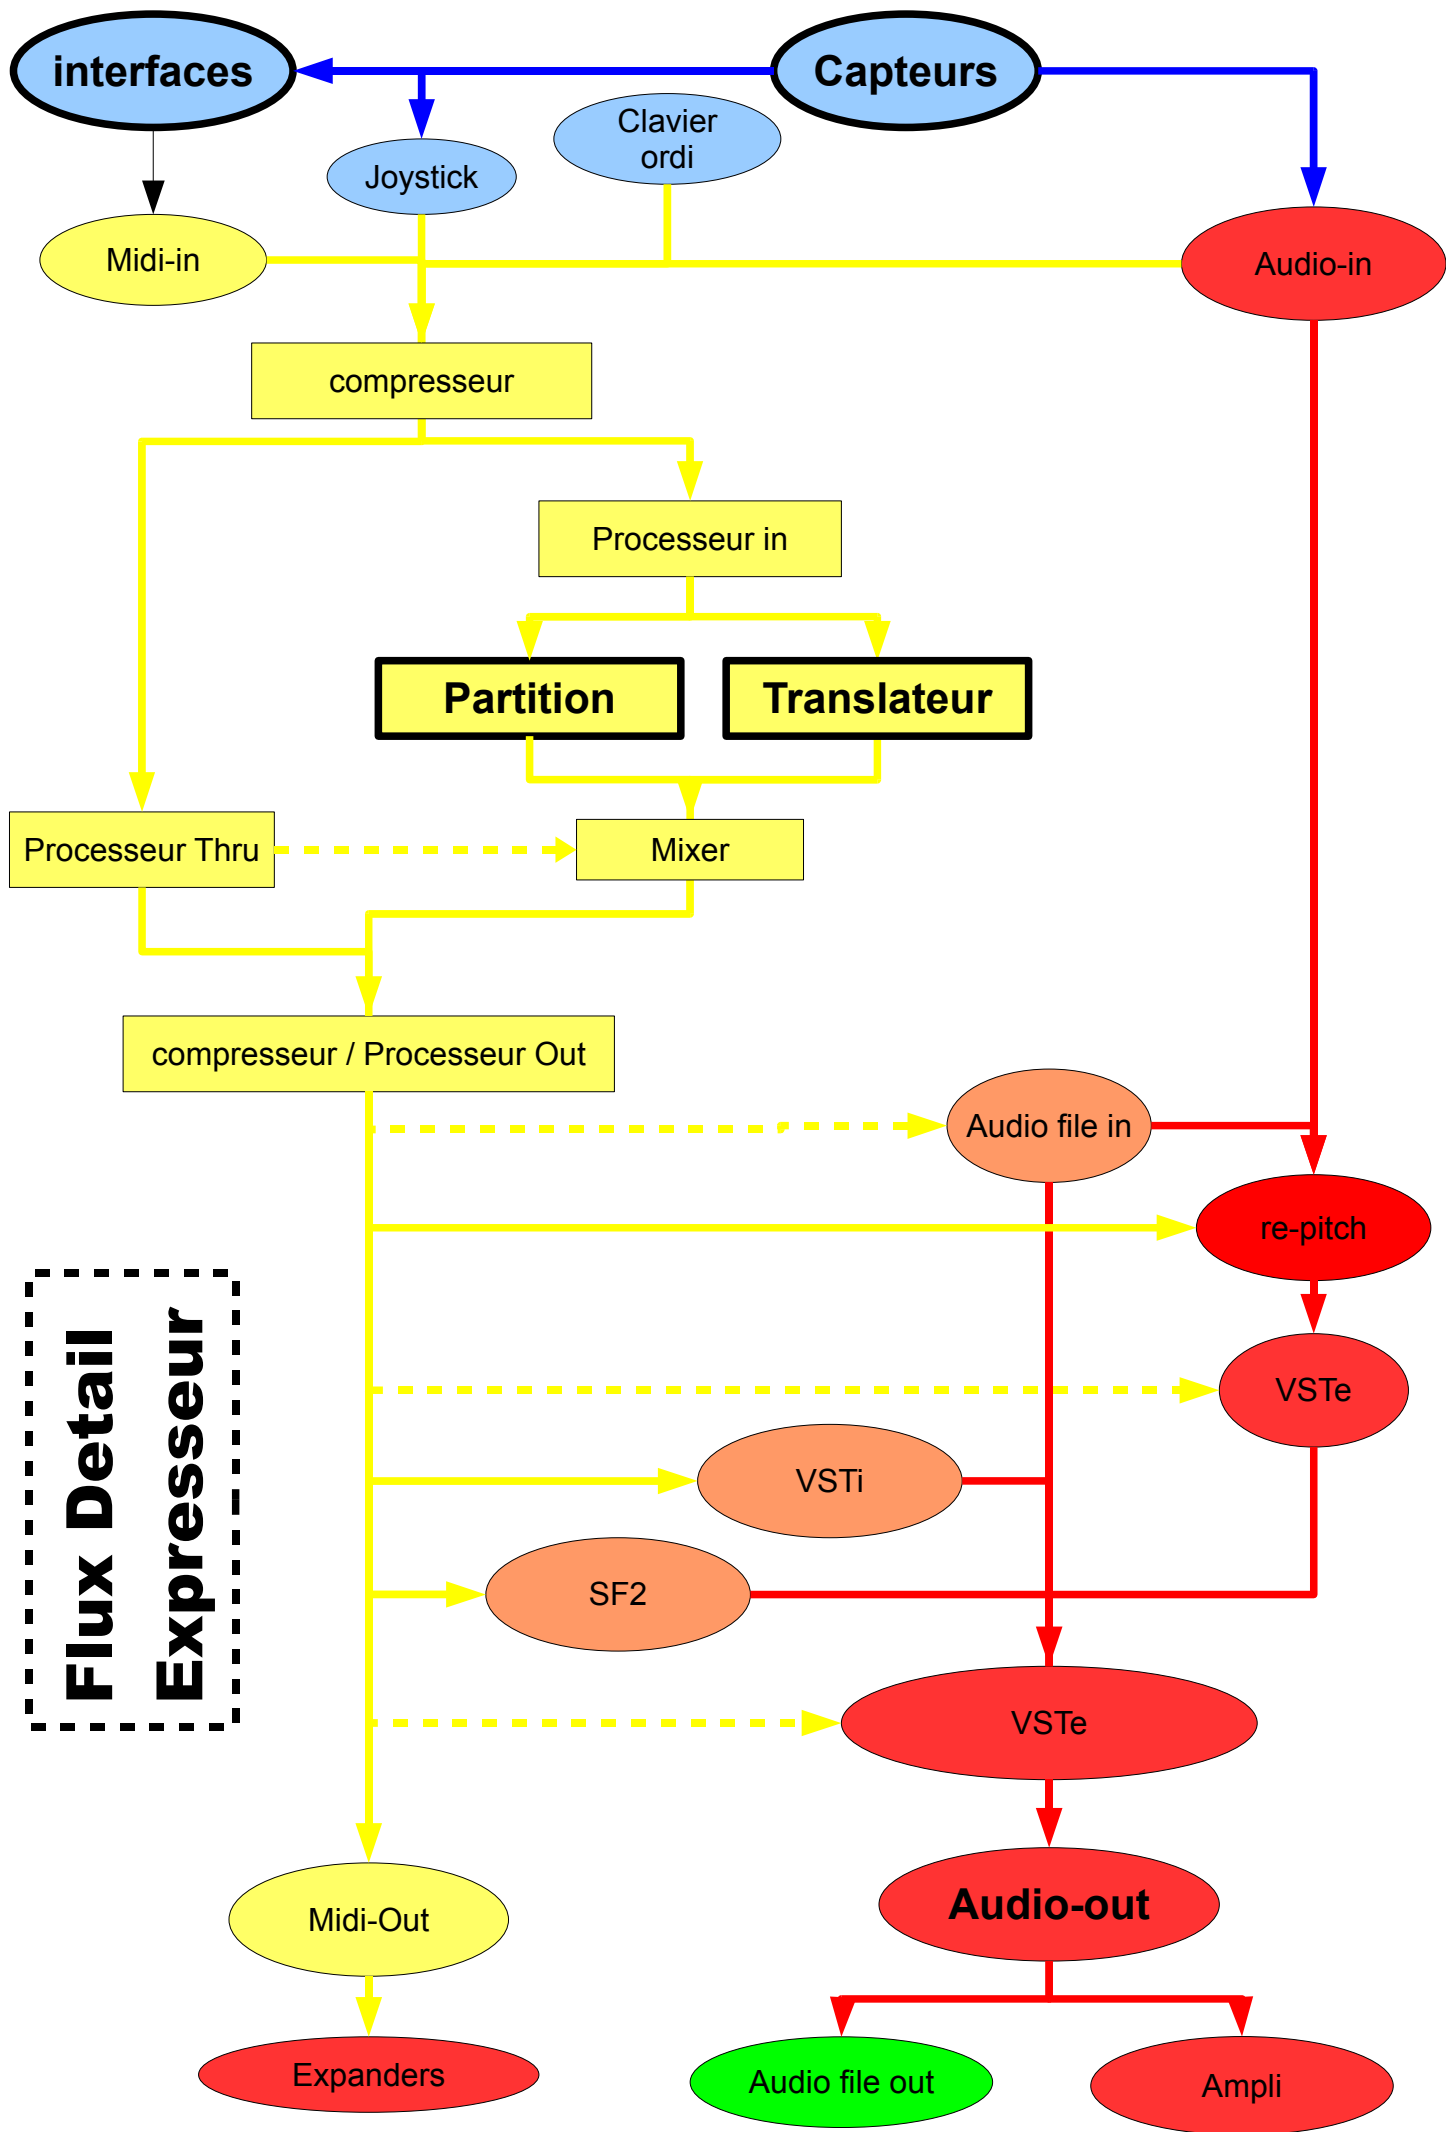 interfaces
Capteurs
Clavier
ordi
Joystick
Midi-in
Audio-in
compresseur
Processeur in
Partition
Translateur
Processeur Thru
Mixer
compresseur / Processeur Out
Audio file in
re-pitch
Flux Detail
Expresseur
VSTe
VSTi
SF2
VSTe
Audio-out
Midi-Out
Expanders
Audio file out
Ampli